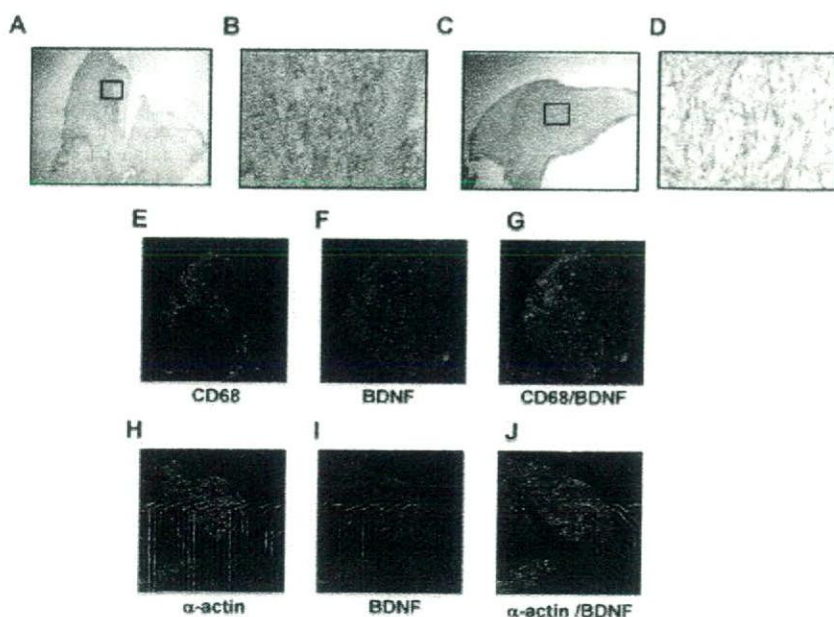 A B C D
E F G
CD68 BDNF CD68/BDNF
H I J
α-actin BDNF α-actin /BDNF